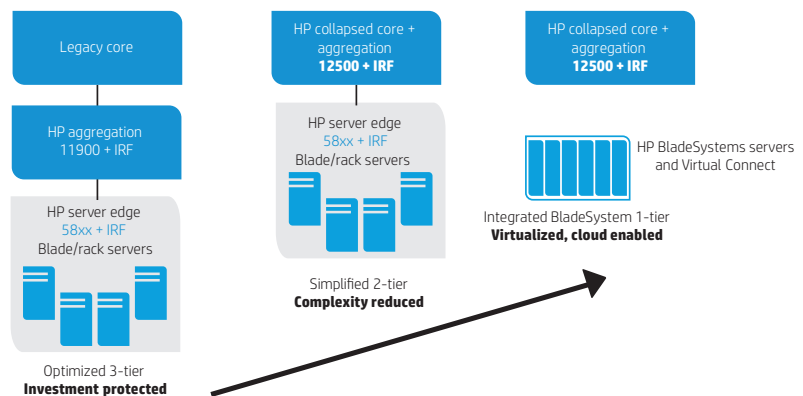 Legacy core
HP aggregation
11900 + IRF
HP server edge
58xx + IRF
Blade/rack servers
Optimized 3-tier
Investment protected
HP collapsed core +
aggregation
12500 + IRF
HP server edge
58xx + IRF
Blade/rack servers
Simplified 2-tier
Complexity reduced
HP collapsed core +
aggregation
12500 + IRF
HP BladeSystems servers
and Virtual Connect
Integrated BladeSystem 1-tier
Virtualized, cloud enabled